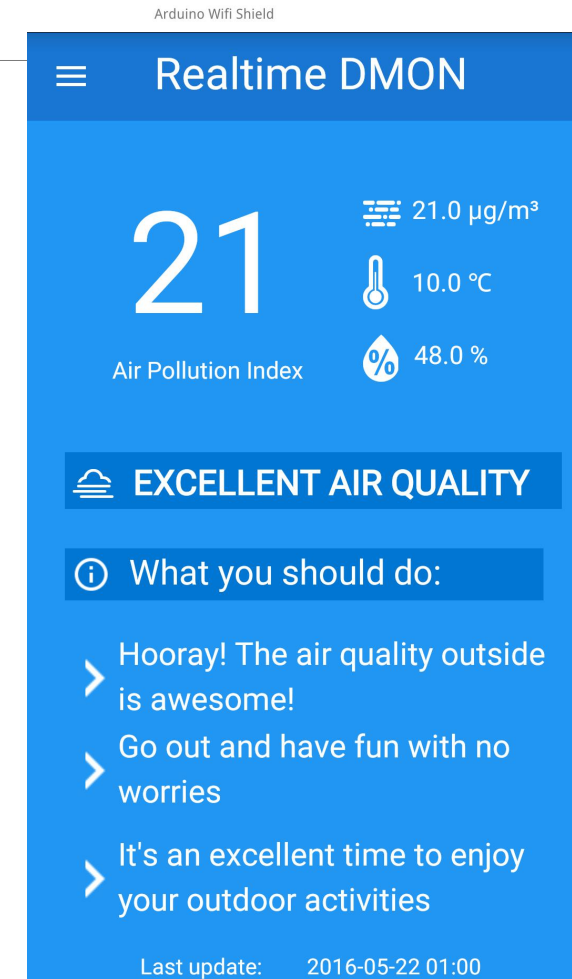 Arduino Wifi Shield
Realtime DMON
21
Air Pollution Index
21.0 µg/m³
10.0 ℃
48.0 %
EXCELLENT AIR QUALITY
What you should do:
Hooray! The air quality outside
is awesome!
Go out and have fun with no
worries
It's an excellent time to enjoy
your outdoor activities
Last update: 2016-05-22 01:00